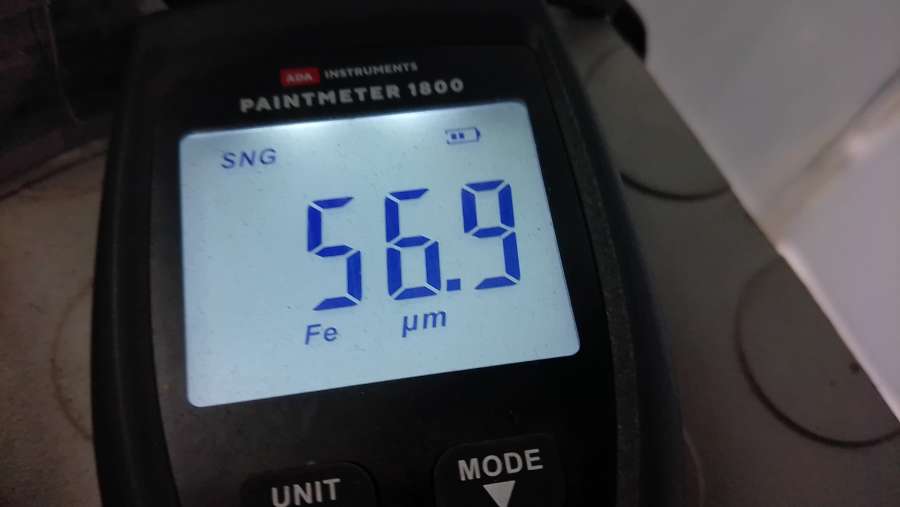 ADA INSTRUMENTS
PAINTMETER 1800
SNG
56.9
Fe µm
UNIT MODE